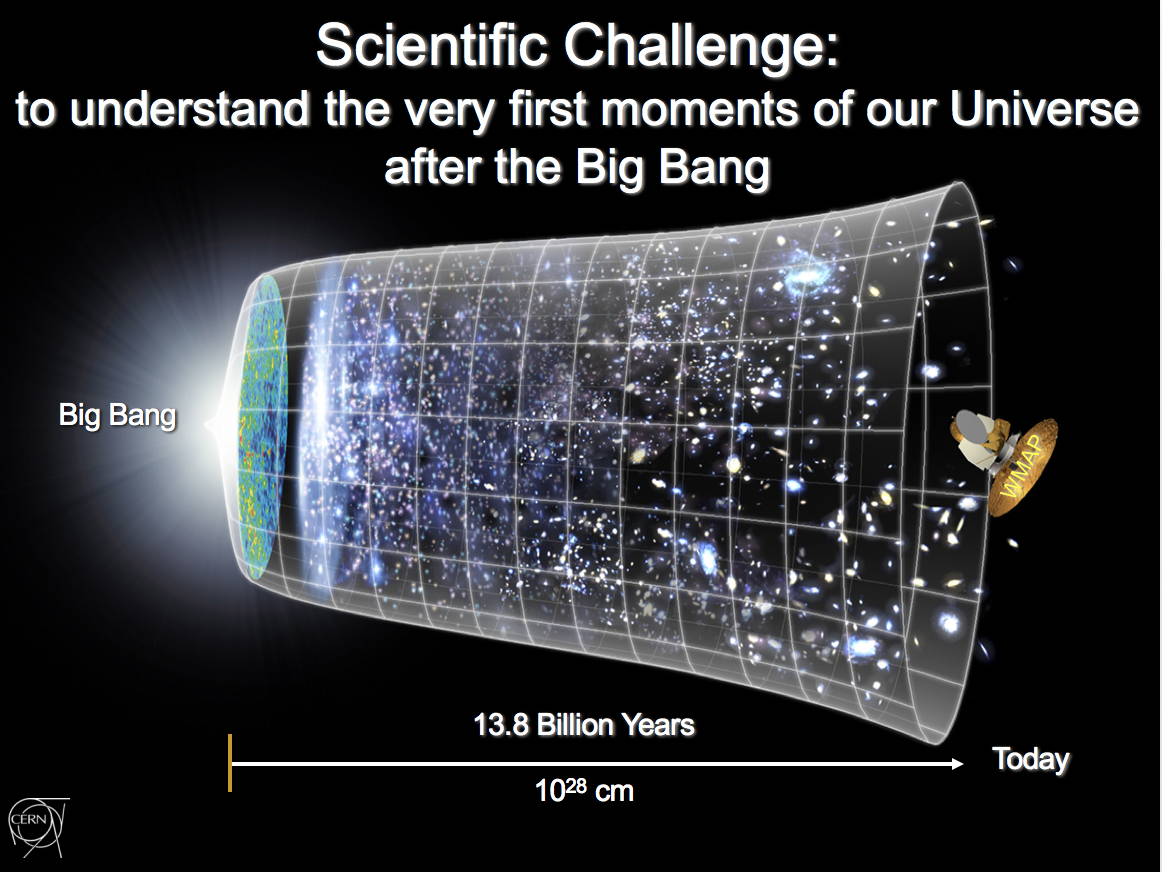 Scientific Challenge:
to understand the very first moments of our Universe
after the Big Bang
Big Bang
WMAP
13.8 Billion Years
Today
10²⁸ cm
CERN